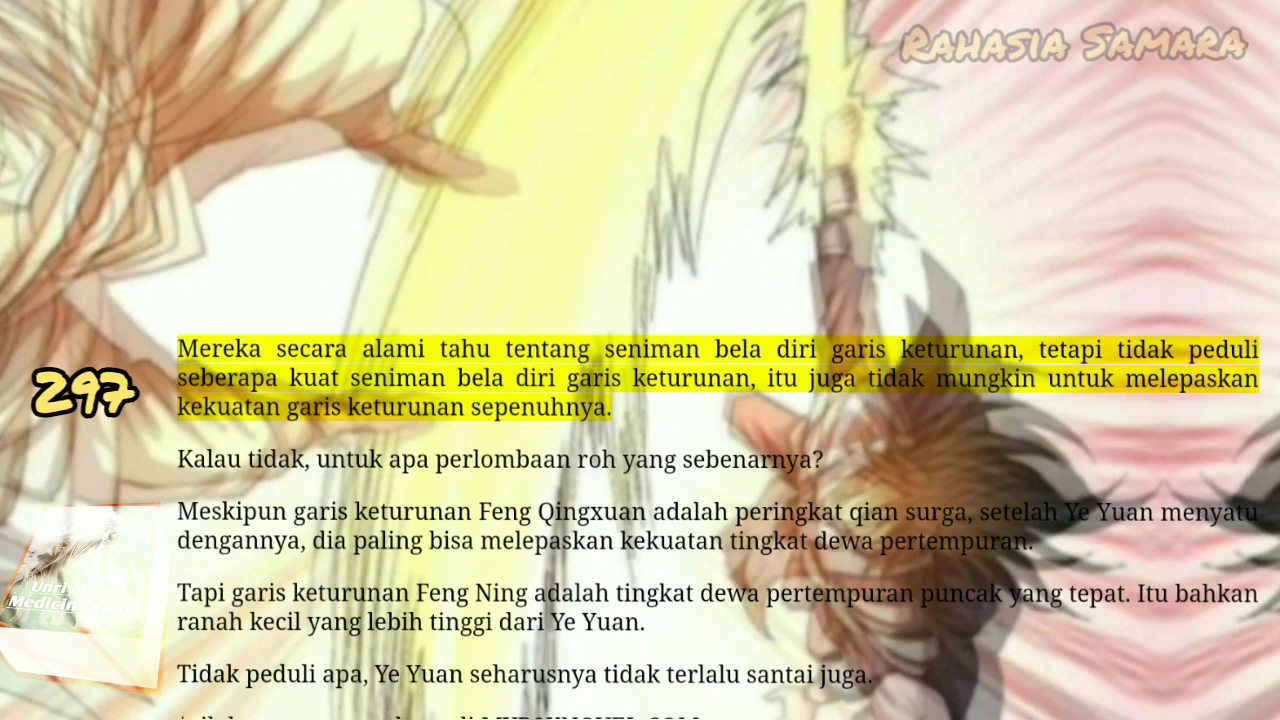 Rahasia Samara
Mereka secara alami tahu tentang seniman bela diri garis keturunan, tetapi tidak peduli
seberapa kuat seniman bela diri garis keturunan, itu juga tidak mungkin untuk melepaskan
kekuatan garis keturunan sepenuhnya.
297
Kalau tidak, untuk apa perlombaan roh yang sebenarnya?
Meskipun garis keturunan Feng Qingxuan adalah peringkat qian surga, setelah Ye Yuan menyatu
dengannya, dia paling bisa melepaskan kekuatan tingkat dewa pertempuran.
Tapi garis keturunan Feng Ning adalah tingkat dewa pertempuran puncak yang tepat. Itu bahkan
ranah kecil yang lebih tinggi dari Ye Yuan.
Tidak peduli apa, Ye Yuan seharusnya tidak terlalu santai juga.